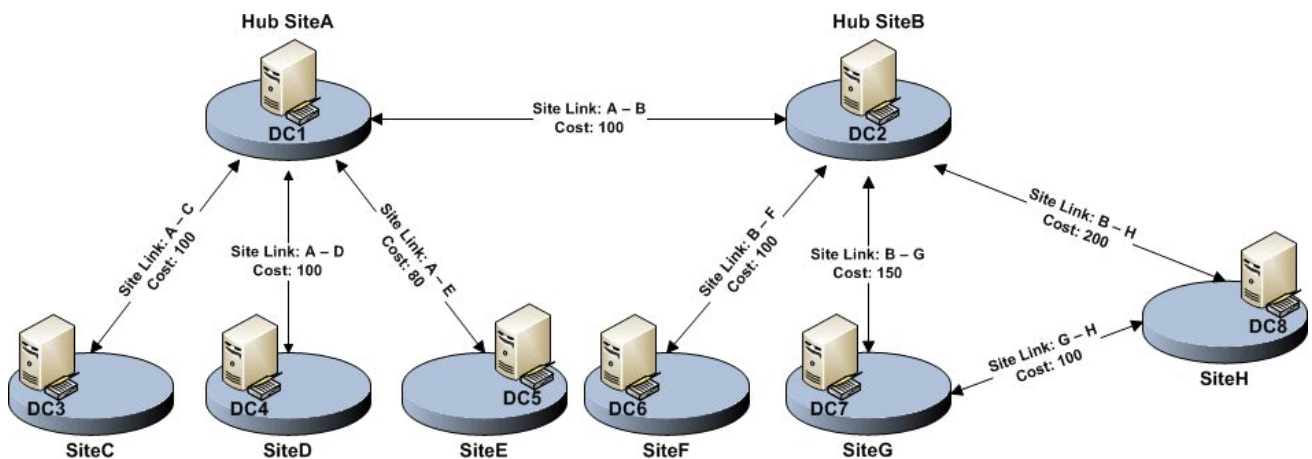 Hub SiteA
Hub SiteB
DC1
Site Link: A – B
Cost: 100
DC2
Site Link: A – C
Cost: 100
Site Link: A – D
Cost: 100
Site Link: A – E
Cost: 80
Site Link: B – F
Cost: 100
Site Link: B – G
Cost: 150
Site Link: B – H
Cost: 200
Site Link: G – H
Cost: 100
DC8
SiteH
DC3
DC4
DC5
DC6
DC7
SiteC
SiteD
SiteE
SiteF
SiteG